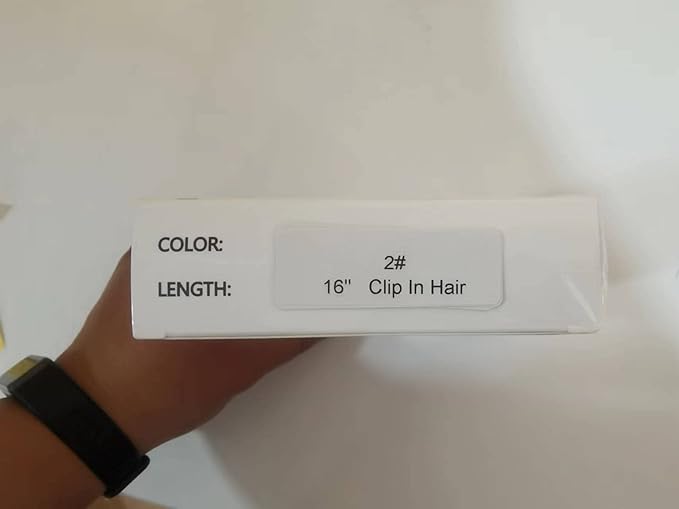 COLOR:
2#
LENGTH:
16" Clip In Hair